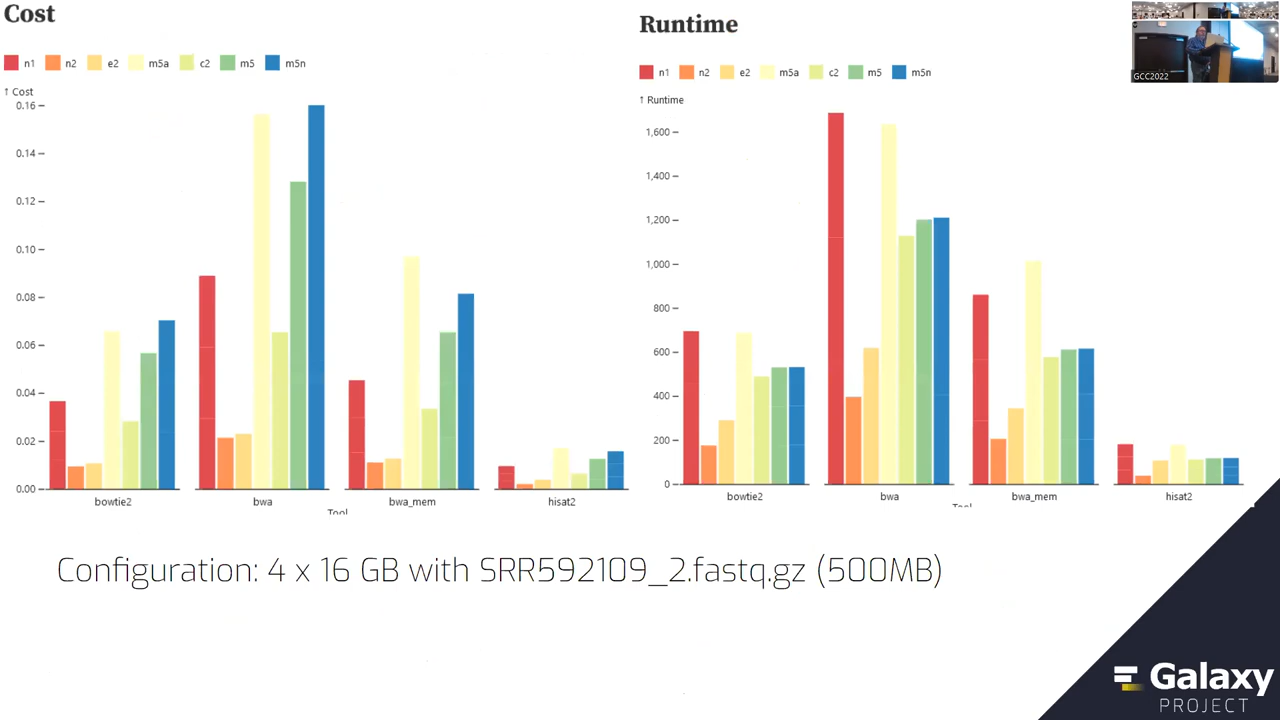 Cost
n1 n2 e2 m5a c2 m5 m5n
↑ Cost
0.16
0.14
0.12
0.10
0.08
0.06
0.04
0.02
0.00
bowtie2 bwa bwa_mem hisat2
Tool
Runtime
n1 n2 e2 m5a c2 m5 m5n
↑ Runtime
1,600
1,400
1,200
1,000
800
600
400
200
0
bowtie2 bwa bwa_mem hisat2
Tool
GCC2022
Configuration: 4 x 16 GB with SRR592109_2.fastq.gz (500MB)
Galaxy
PROJECT